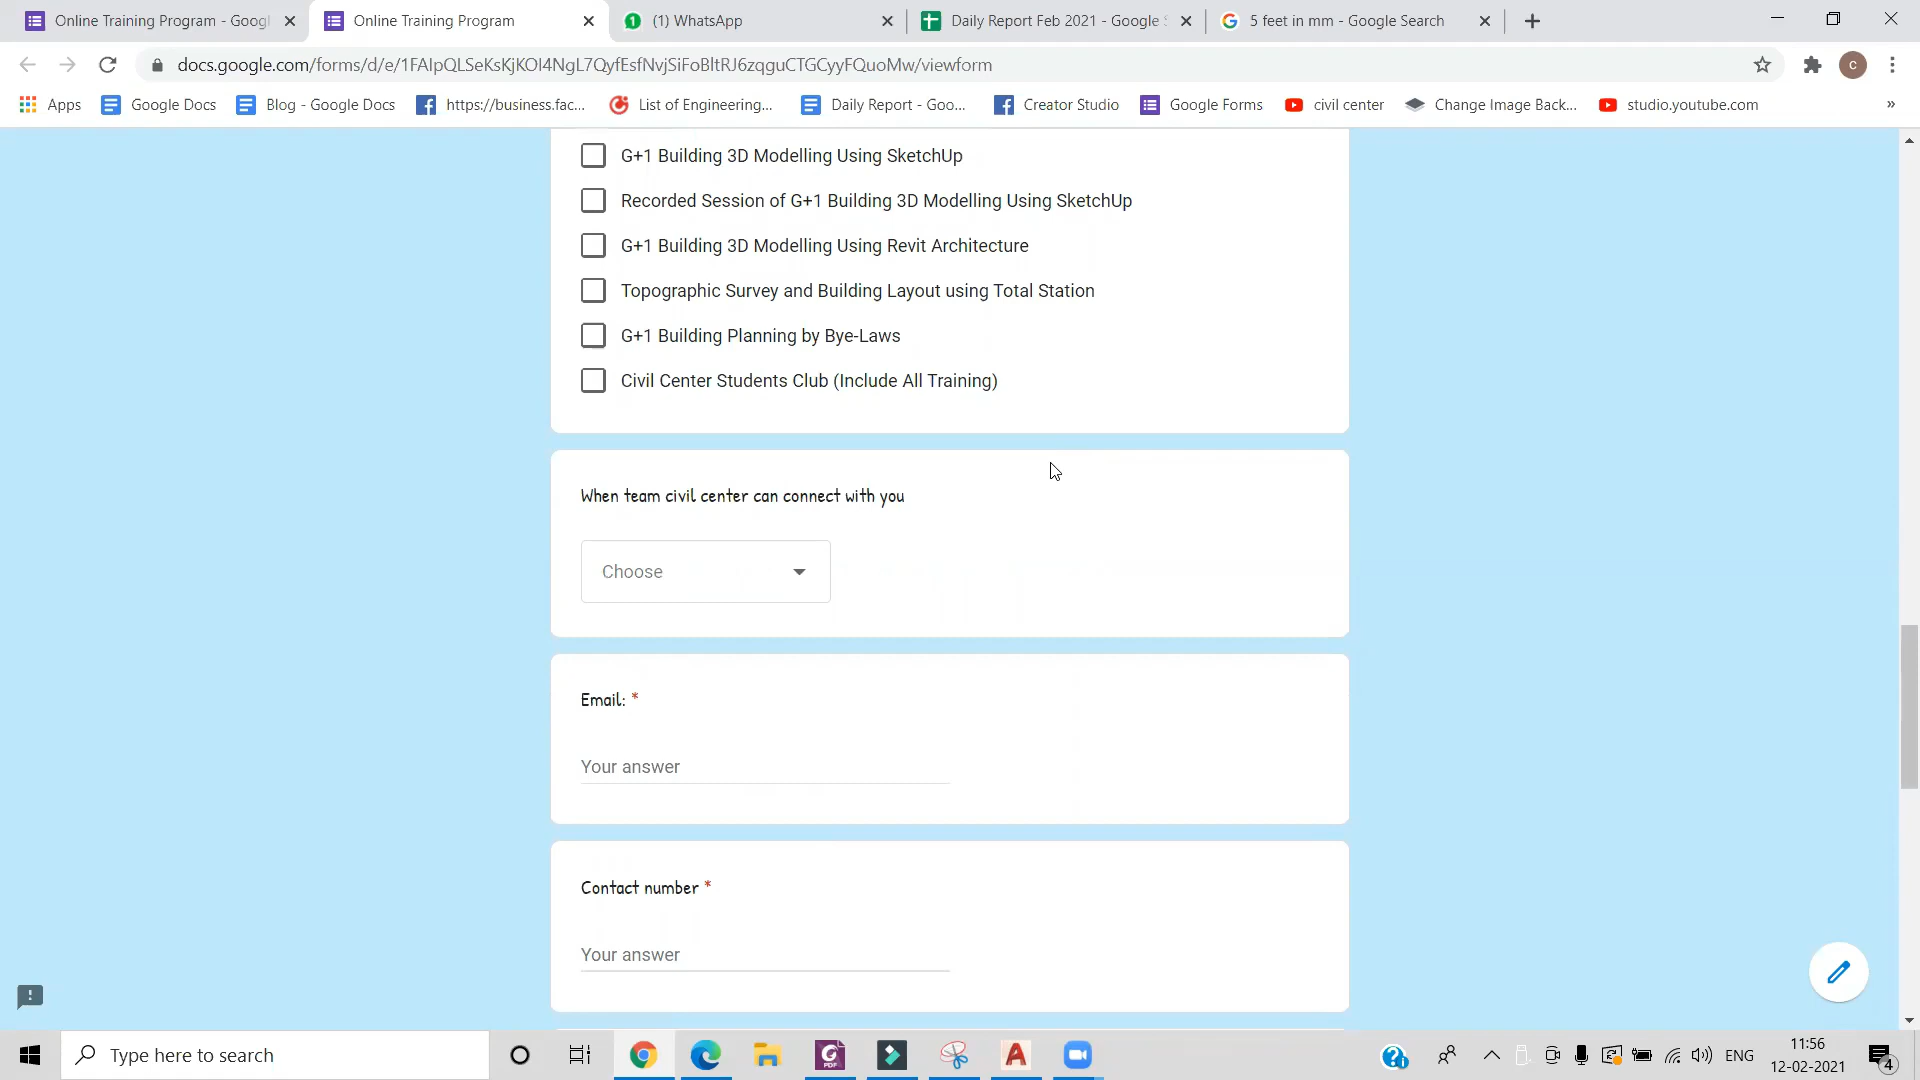 Online Training Program - Googl
Online Training Program
(1) WhatsApp
Daily Report Feb 2021 - Google S
5 feet in mm - Google Search
docs.google.com/forms/d/e/1FAIpQLSeKsKjKOI4NgL7QyfEsfNvjSiFoBltRJ6zqguCTGCyyFQuoMw/viewform
C
Apps
Google Docs
Blog - Google Docs
https://business.fac...
List of Engineering...
Daily Report - Goo...
Creator Studio
Google Forms
civil center
Change Image Back...
studio.youtube.com
»
G+1 Building 3D Modelling Using SketchUp
Recorded Session of G+1 Building 3D Modelling Using SketchUp
G+1 Building 3D Modelling Using Revit Architecture
Topographic Survey and Building Layout using Total Station
G+1 Building Planning by Bye-Laws
Civil Center Students Club (Include All Training)
When team civil center can connect with you
Choose
Email: *
Your answer
Contact number *
Your answer
Type here to search
ENG
11:56
12-02-2021
4